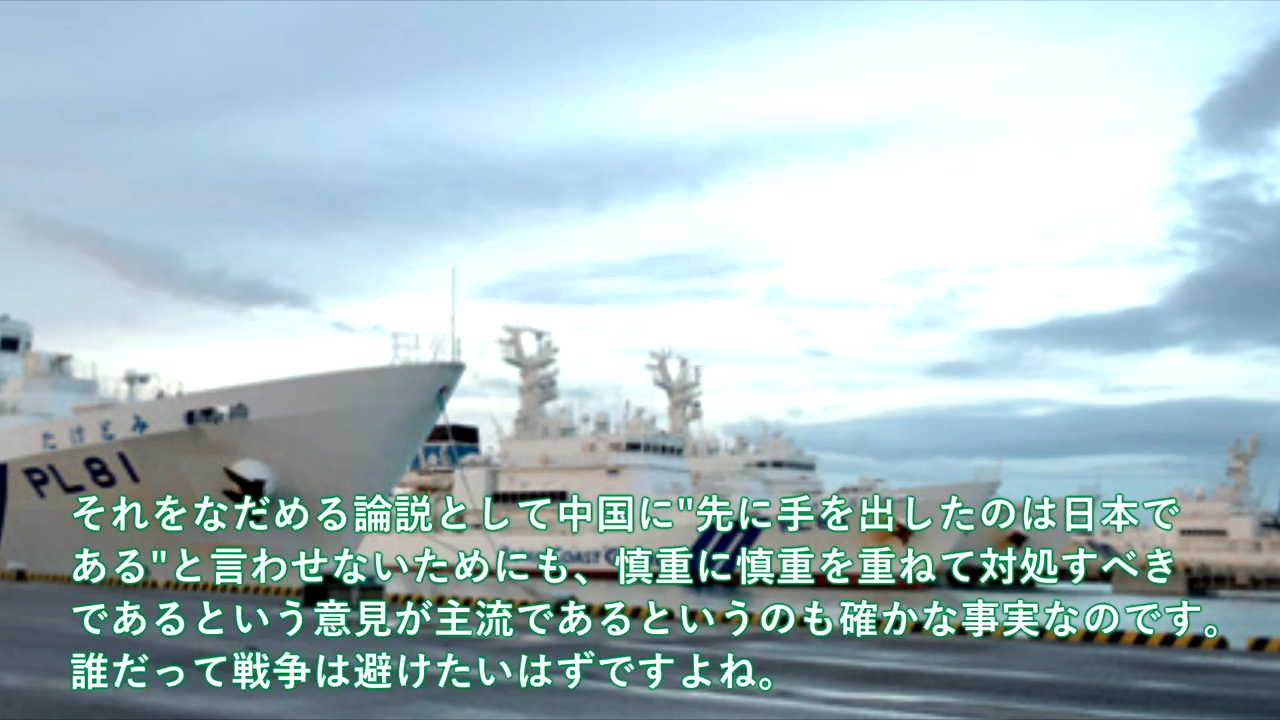 たけとみ
PL81
COAST
それをなだめる論説として中国に"先に手を出したのは日本で
ある"と言わせないためにも、慎重に慎重を重ねて対処すべき
であるという意見が主流であるというのも確かな事実なのです。
誰だって戦争は避けたいはずですよね。